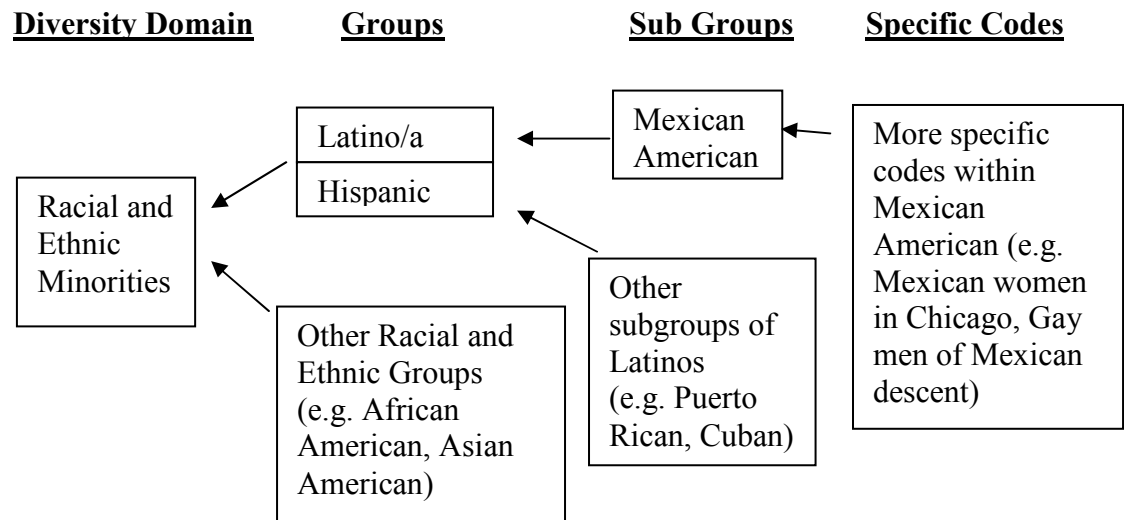 Diversity Domain
Groups
Sub Groups
Specific Codes
Racial and
Ethnic
Minorities
Latino/a
Hispanic
Other Racial and
Ethnic Groups
(e.g. African
American, Asian
American)
Mexican
American
Other
subgroups of
Latinos
(e.g. Puerto
Rican, Cuban)
More specific
codes within
Mexican
American (e.g.
Mexican women
in Chicago, Gay
men of Mexican
descent)